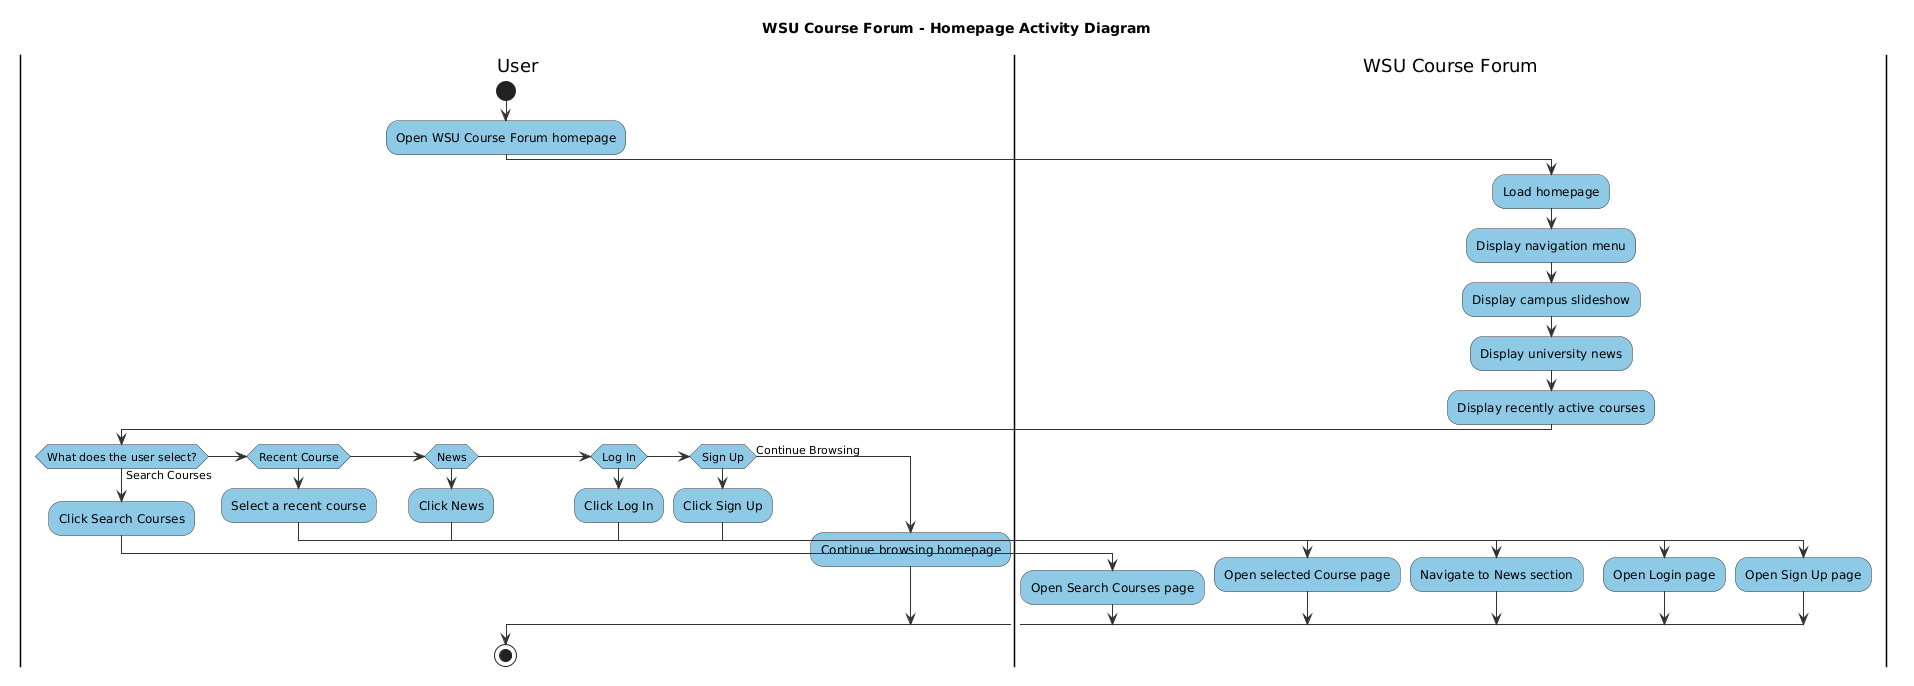 WSU Course Forum - Homepage Activity Diagram
User
WSU Course Forum
Open WSU Course Forum homepage
Load homepage
Display navigation menu
Display campus slideshow
Display university news
Display recently active courses
What does the user select?
Recent Course
News
Log In
Sign Up
Continue Browsing
Search Courses
Click Search Courses
Select a recent course
Click News
Click Log In
Click Sign Up
Continue browsing homepage
Open Search Courses page
Open selected Course page
Navigate to News section
Open Login page
Open Sign Up page